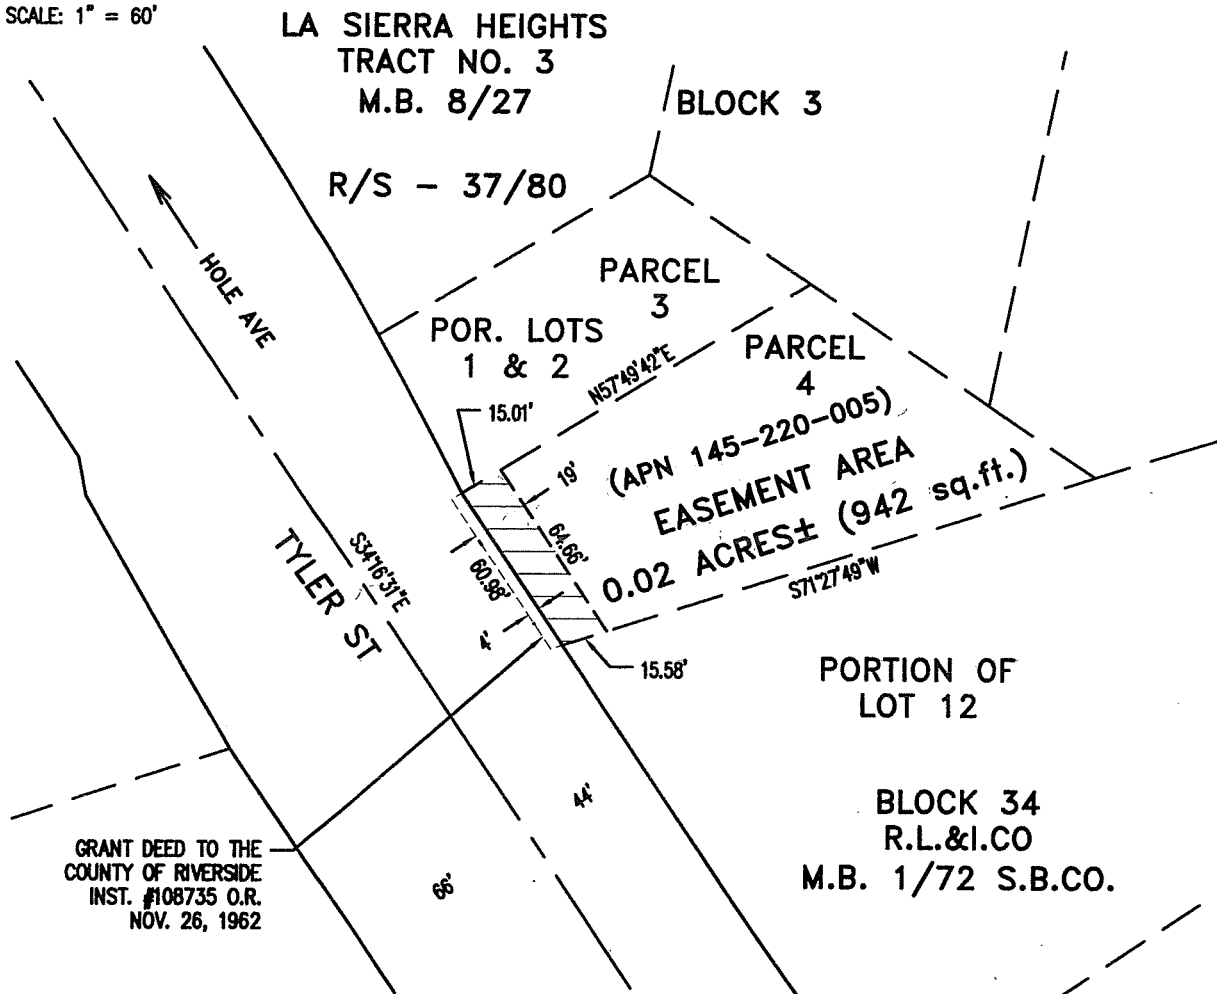 SCALE: 1" = 60'
LA SIERRA HEIGHTS
TRACT NO. 3
M.B. 8/27
BLOCK 3
R/S - 37/80
HOLE AVE
PARCEL
3
POR. LOTS
1 & 2
N57°49'42"E
PARCEL
4
15.01'
19'
(APN 145-220-005)
EASEMENT AREA
0.02 ACRES± (942 sq.ft.)
64.66'
60.98'
S34°16'31"E
TYLER ST
4'
S71°27'49"W
15.58'
PORTION OF
LOT 12
44'
66'
BLOCK 34
R.L.&I.CO
M.B. 1/72 S.B.CO.
GRANT DEED TO THE
COUNTY OF RIVERSIDE
INST. #108735 O.R.
NOV. 26, 1962